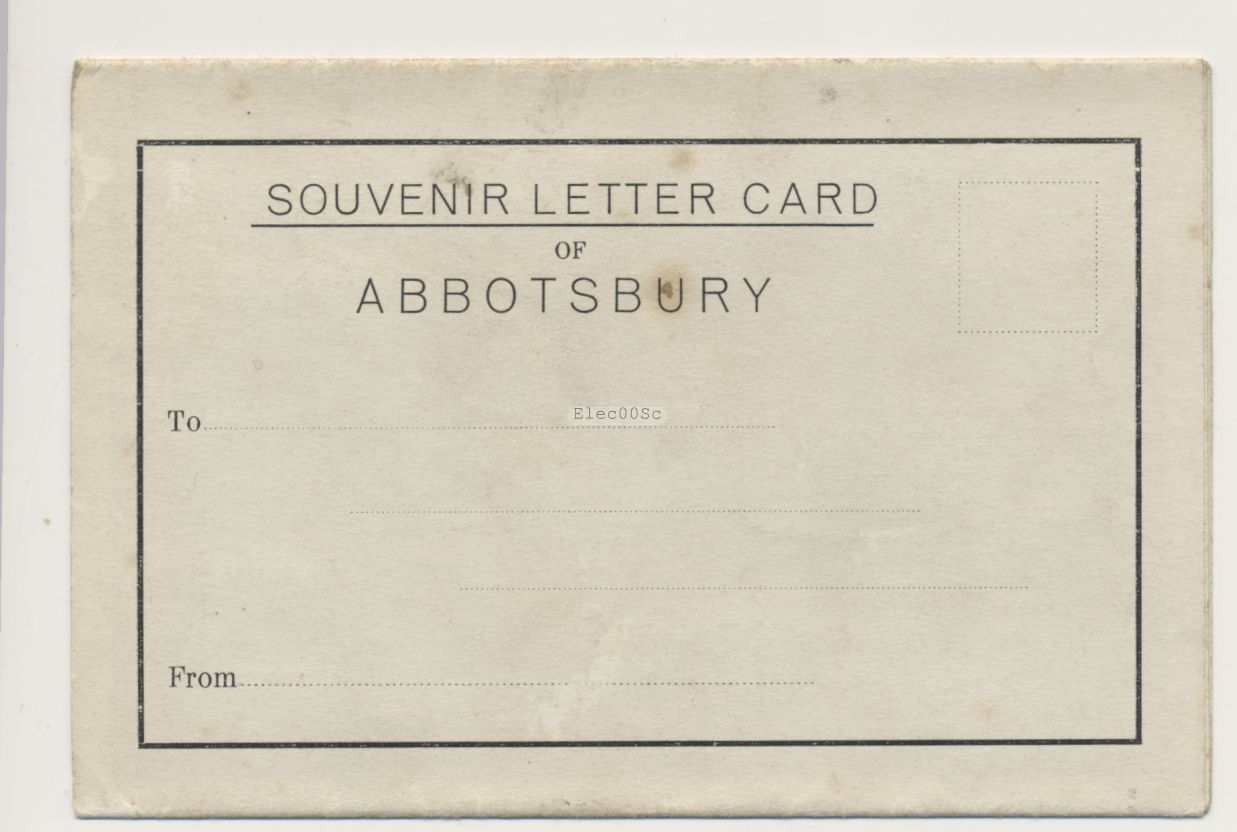 SOUVENIR LETTER CARD
OF
ABBOTSBURY
To
Elec00Sc
From